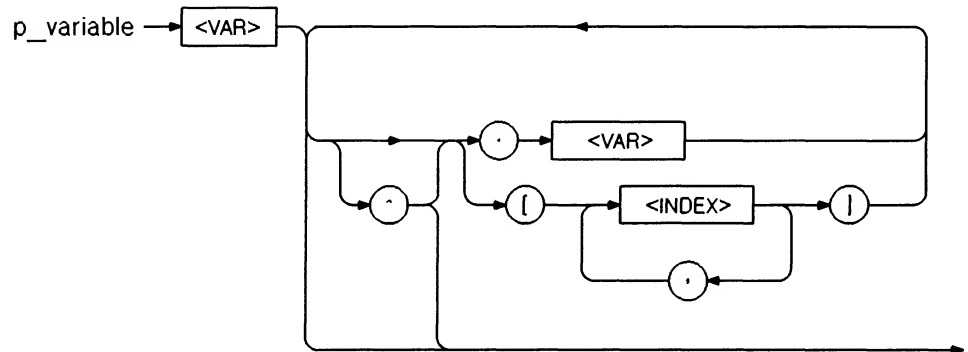 p_variable <VAR>
. <VAR>
^ [ <INDEX> ]
,